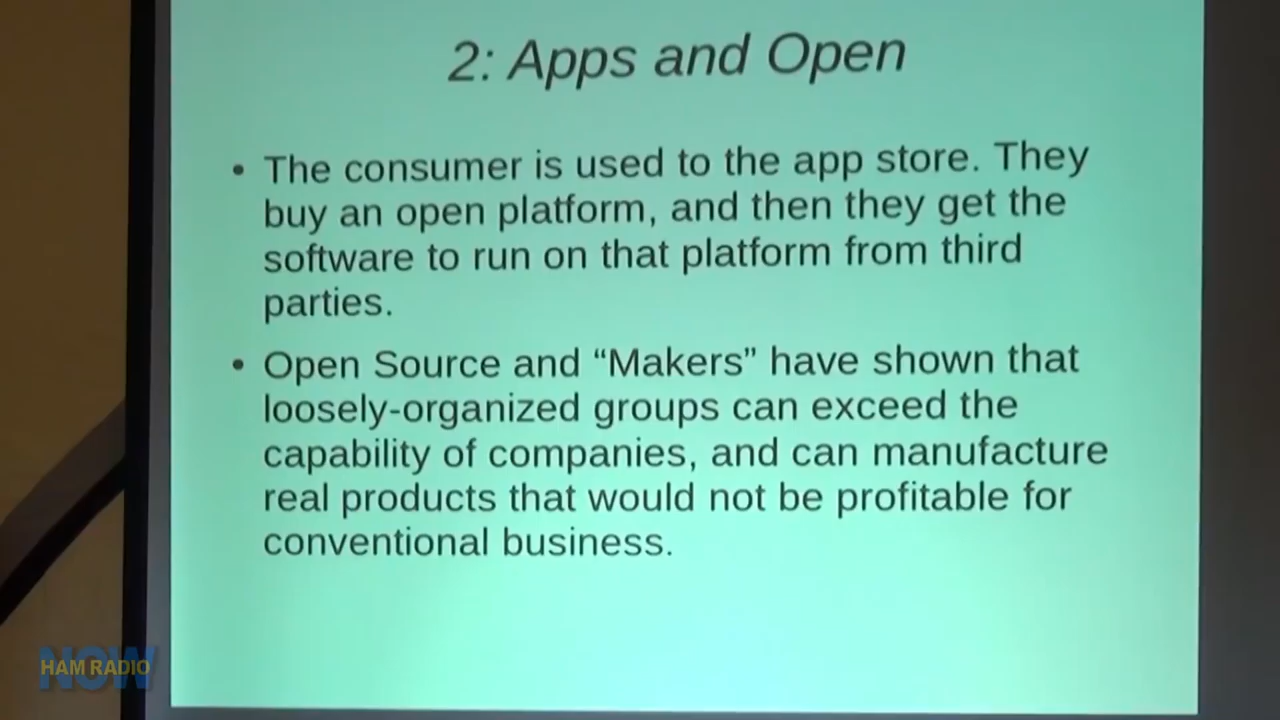 2: Apps and Open
• The consumer is used to the app store. They
buy an open platform, and then they get the
software to run on that platform from third
parties.
• Open Source and “Makers” have shown that
loosely-organized groups can exceed the
capability of companies, and can manufacture
real products that would not be profitable for
conventional business.
HAM RADIO
NOW